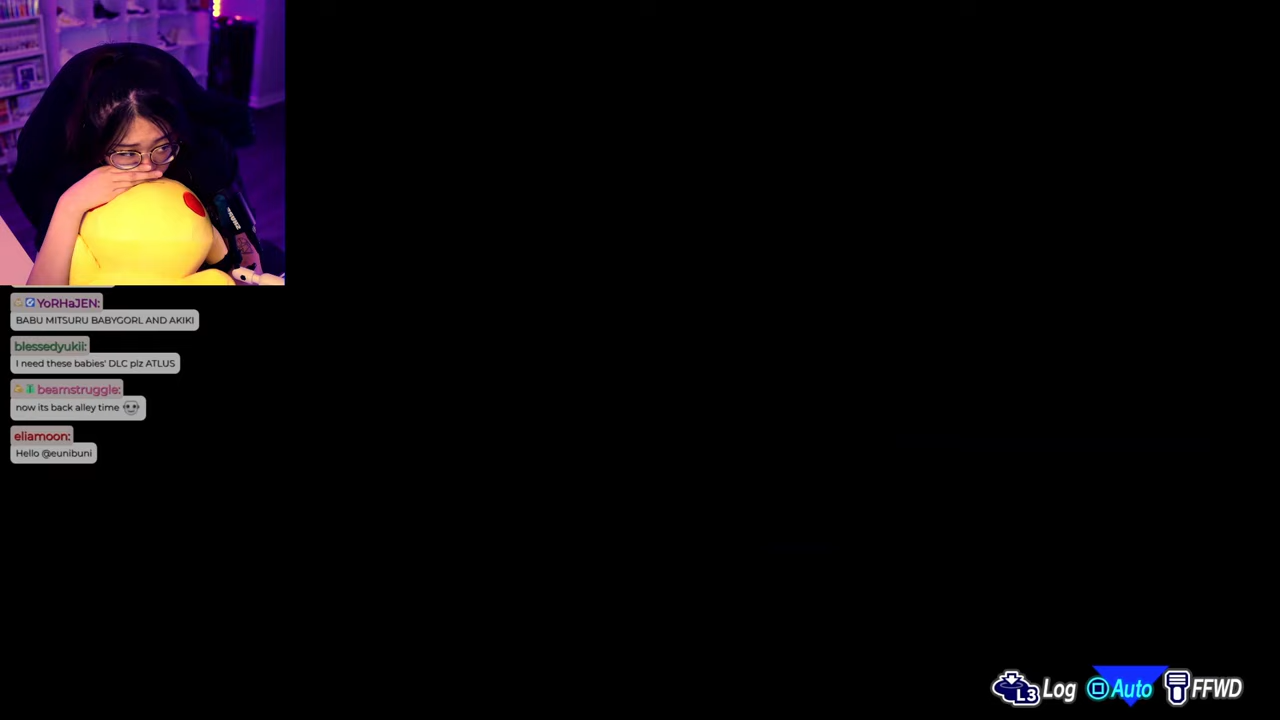 YoRHaJEN:
BABU MITSURU BABYGORL AND AKIKI
blessedyukii:
I need these babies' DLC plz ATLUS
beamstruggle:
now its back alley time
eliamoon:
Hello @eunibuni
L3 Log Auto FFWD